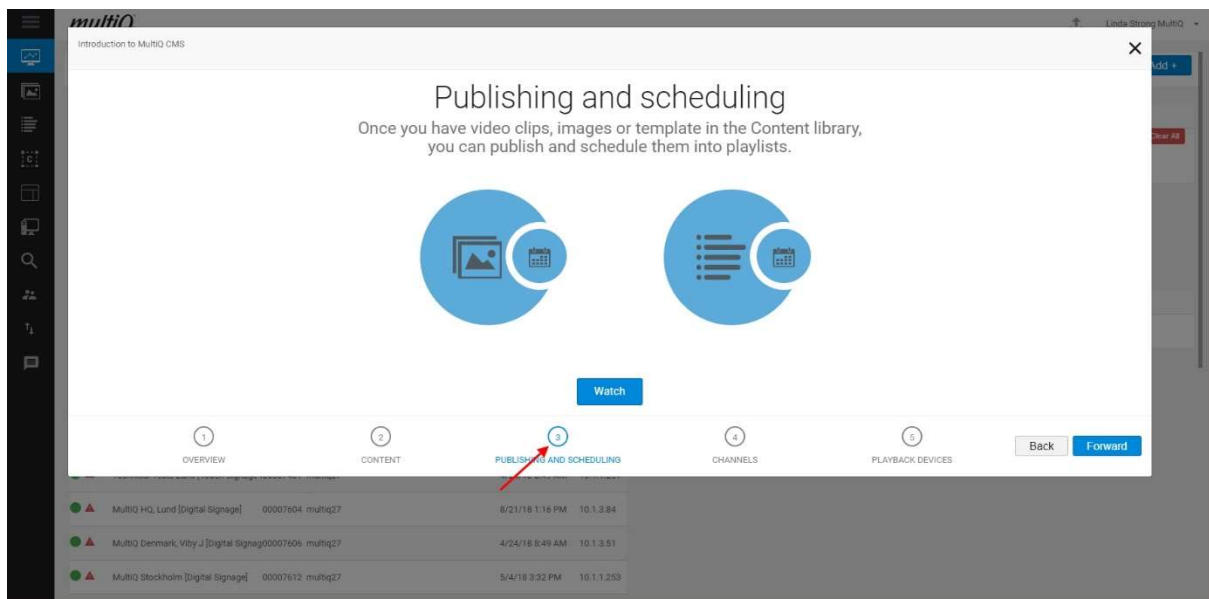 multiQ
Linda Strong MultiQ
Introduction to MultiQ CMS
Add +
Clear All
Publishing and scheduling
Once you have video clips, images or template in the Content library,
you can publish and schedule them into playlists.
Watch
1
2
3
4
5
OVERVIEW
CONTENT
PUBLISHING AND SCHEDULING
CHANNELS
PLAYBACK DEVICES
Back
Forward
MultiQ HQ, Lund [Digital Signage] 00007604 multiq27 8/21/18 1:16 PM 10.1.3.84
MultiQ Denmark, Viby J [Digital Signag00007606 multiq27 4/24/18 8:49 AM 10.1.3.51
MultiQ Stockholm [Digital Signage] 00007612 multiq27 5/4/18 3:32 PM 10.1.1.253